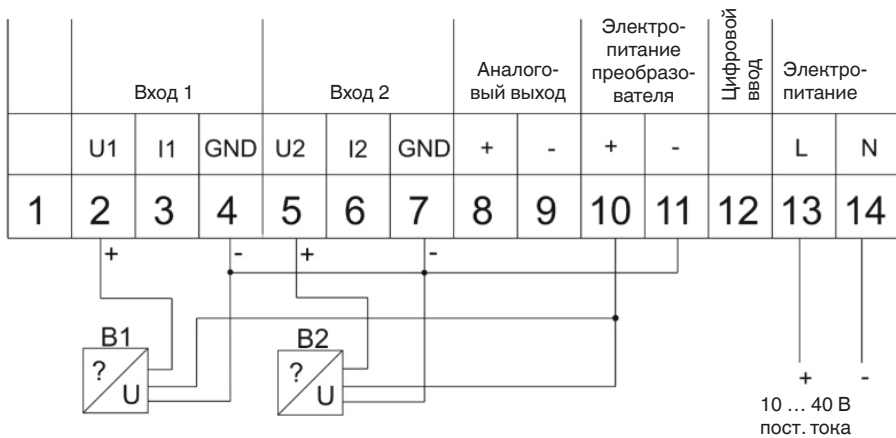 Вход 1
Вход 2
Аналого-
вый выход
Электро-
питание
преобразо-
вателя
Цифровой
ввод
Электро-
питание
U1 I1 GND U2 I2 GND + - + - L N
1 2 3 4 5 6 7 8 9 10 11 12 13 14
+ - + -
B1
? U
B2
? U
+ -
10 ... 40 В
пост. тока